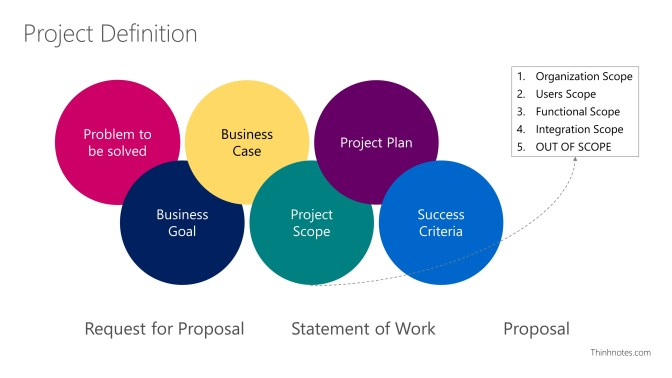 Project Definition
1. Organization Scope
2. Users Scope
3. Functional Scope
4. Integration Scope
5. OUT OF SCOPE
Problem to
be solved
Business
Case
Project Plan
Business
Goal
Project
Scope
Success
Criteria
Request for Proposal
Statement of Work
Proposal
Thinhnotes.com